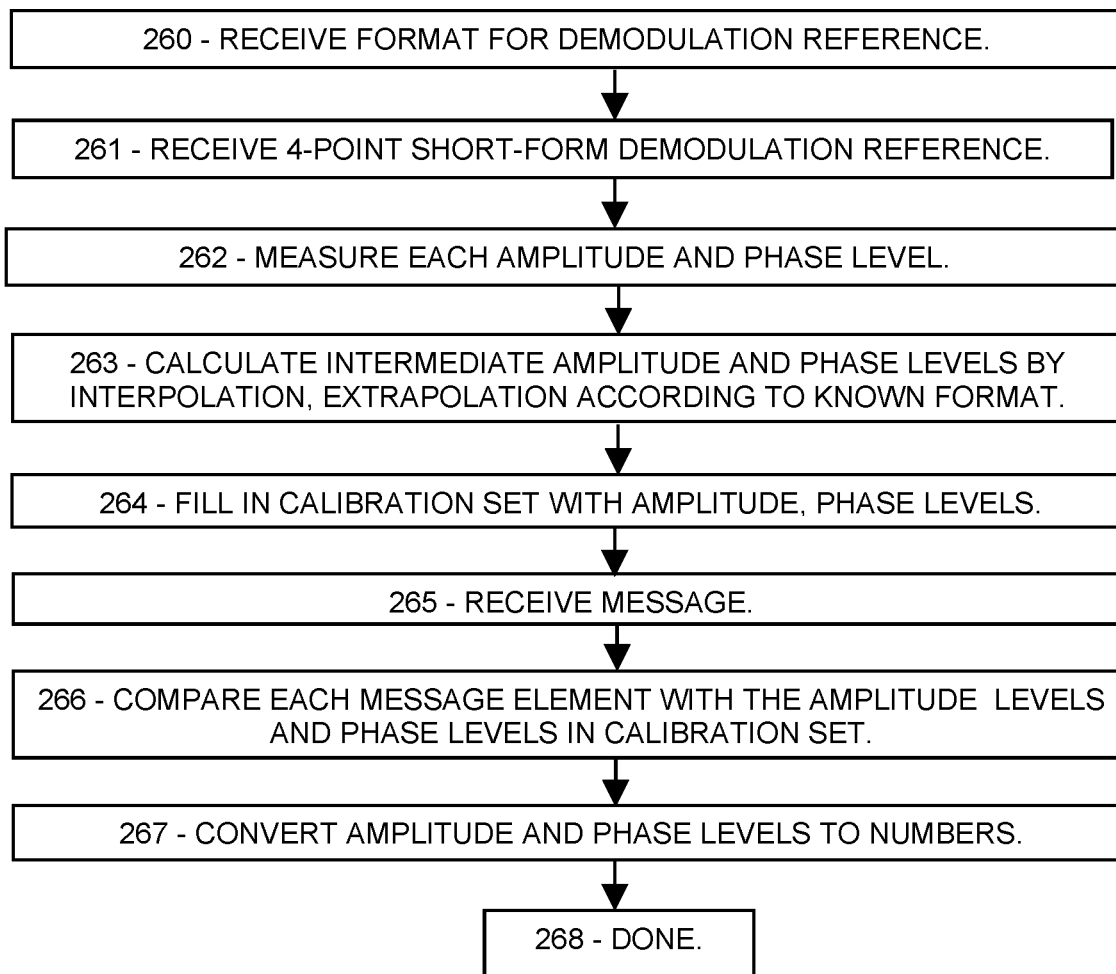 260 - RECEIVE FORMAT FOR DEMODULATION REFERENCE.
261 - RECEIVE 4-POINT SHORT-FORM DEMODULATION REFERENCE.
262 - MEASURE EACH AMPLITUDE AND PHASE LEVEL.
263 - CALCULATE INTERMEDIATE AMPLITUDE AND PHASE LEVELS BY
INTERPOLATION, EXTRAPOLATION ACCORDING TO KNOWN FORMAT.
264 - FILL IN CALIBRATION SET WITH AMPLITUDE, PHASE LEVELS.
265 - RECEIVE MESSAGE.
266 - COMPARE EACH MESSAGE ELEMENT WITH THE AMPLITUDE LEVELS
AND PHASE LEVELS IN CALIBRATION SET.
267 - CONVERT AMPLITUDE AND PHASE LEVELS TO NUMBERS.
268 - DONE.